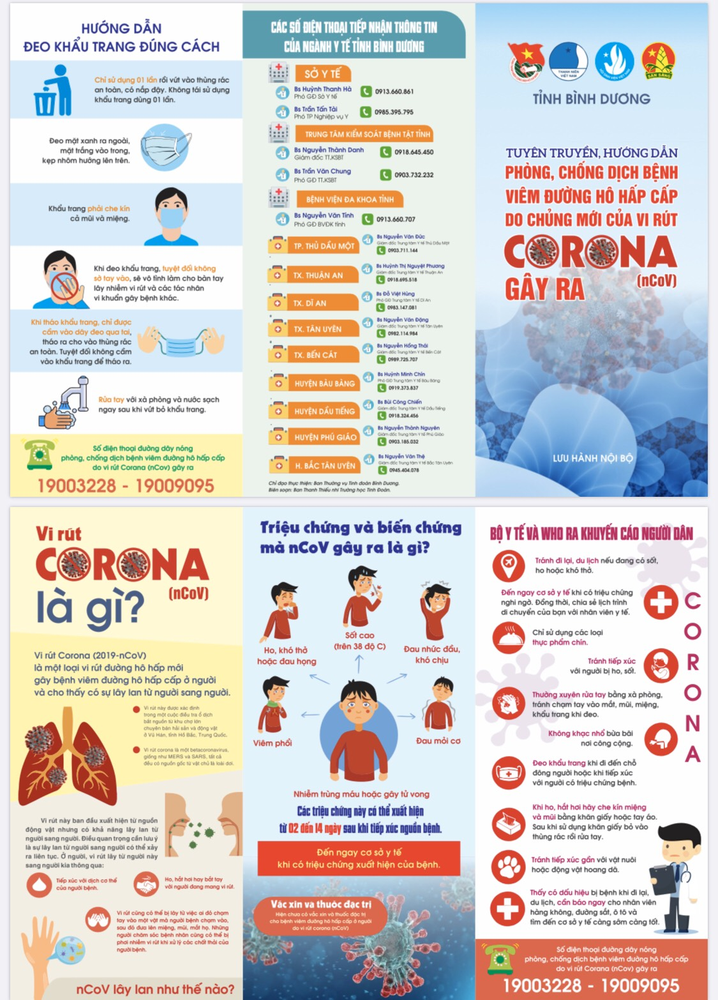 HƯỚNG DẪN
ĐEO KHẨU TRANG ĐÚNG CÁCH
Chỉ sử dụng 01 lần rồi vứt vào thùng rác
an toàn, có nắp đậy. Không tái sử dụng
khẩu trang dùng 01 lần.
Đeo mặt xanh ra ngoài,
mặt trắng vào trong,
kẹp nhôm hướng lên trên.
Khẩu trang phải che kín
cả mũi và miệng.
Khi đeo khẩu trang, tuyệt đối không
sờ tay vào, sẽ vô tình làm cho bàn tay
lây nhiễm vi rút và các tác nhân
vi khuẩn gây bệnh khác.
Khi tháo khẩu trang, chỉ được
cầm vào dây đeo qua tai,
tháo ra cho vào thùng rác
an toàn. Tuyệt đối không cầm
vào khẩu trang để tháo ra.
Rửa tay với xà phòng và nước sạch
ngay sau khi vứt bỏ khẩu trang.
Số điện thoại đường dây nóng
phòng, chống dịch bệnh viêm đường hô hấp cấp
do vi rút Corana (nCov) gây ra
19003228 - 19009095
CÁC SỐ ĐIỆN THOẠI TIẾP NHẬN THÔNG TIN
CỦA NGÀNH Y TẾ TỈNH BÌNH DƯƠNG
SỞ Y TẾ
Bs Huỳnh Thanh Hà
Phó GĐ Sở Y tế
0913.660.861
Bs Trần Tấn Tài
Phó TP Nghiệp vụ Y
0985.395.795
TRUNG TÂM KIỂM SOÁT BỆNH TẬT TỈNH
Bs Nguyễn Thành Danh
Giám đốc TT.KSBT
0918.645.450
Bs Trần Văn Chung
Phó GĐ TT.KSBT
0903.732.232
BỆNH VIỆN ĐA KHOA TỈNH
Bs Nguyễn Văn Tính
Phó GĐ BVĐK tỉnh
0913.660.707
TP. THỦ DẦU MỘT
Bs Nguyễn Văn Đức
Giám đốc Trung tâm Y tế Thủ Dầu Một
0903.711.144
TX. THUẬN AN
Bs Huỳnh Thị Nguyệt Phương
Giám đốc Trung tâm Y tế Thuận An
0918.695.518
TX. DĨ AN
Bs Đỗ Việt Hùng
Phó GĐ Trung tâm Y tế Dĩ An
0983.147.081
TX. TÂN UYÊN
Bs Nguyễn Văn Đặng
Giám đốc Trung tâm Y tế Tân Uyên
0982.114.984
TX. BẾN CÁT
Bs Nguyễn Hồng Thái
Giám đốc Trung tâm Y tế Bến Cát
0989.725.707
HUYỆN BÀU BÀNG
Bs Huỳnh Minh Chín
Phó GĐ Trung tâm Y tế Bàu Bàng
0919.373.837
HUYỆN DẦU TIẾNG
Bs Bùi Công Chiến
Giám đốc Trung tâm Y tế Dầu Tiếng
0918.324.456
HUYỆN PHÚ GIÁO
Bs Nguyễn Thành Nguyên
Giám đốc Trung tâm Y tế Phú Giáo
0903.185.032
H. BẮC TÂN UYÊN
Bs Nguyễn Văn Thệ
Giám đốc Trung tâm Y tế Bắc Tân Uyên
0945.404.078
Chỉ đạo thực hiện: Ban Thường vụ Tỉnh đoàn Bình Dương.
Biên soạn: Ban Thanh Thiếu nhi Trường học Tỉnh Đoàn.
THANH NIÊN
VIỆT NAM
HỘI SINH VIÊN VIỆT NAM
SẴN SÀNG
TỈNH BÌNH DƯƠNG
TUYÊN TRUYỀN, HƯỚNG DẪN
PHÒNG, CHỐNG DỊCH BỆNH
VIÊM ĐƯỜNG HÔ HẤP CẤP
DO CHỦNG MỚI CỦA VI RÚT
CORONA
(nCoV)
GÂY RA
LƯU HÀNH NỘI BỘ
Vi rút
CORONA
(nCoV)
là gì?
Vi rút Corona (2019-nCoV)
là một loại vi rút đường hô hấp mới
gây bệnh viêm đường hô hấp cấp ở người
và cho thấy có sự lây lan từ người sang người.
Vi rút này được xác định
trong một cuộc điều tra ổ dịch
bắt nguồn từ khu chợ lớn
chuyên bán hải sản và động vật
ở Vũ Hán, tỉnh Hồ Bắc, Trung Quốc.
Vi rút corona là một betacoronavirus,
giống như MERS và SARS, tất cả
đều có nguồn gốc từ vật chủ là loài dơi.
Vi rút này ban đầu xuất hiện từ nguồn
động vật nhưng có khả năng lây lan từ
người sang người. Điều quan trọng cần lưu ý
là sự lây lan từ người sang người có thể xảy
ra liên tục. Ở người, vi rút lây từ người này
sang người kia thông qua:
Tiếp xúc với dịch cơ thể
của người bệnh.
Ho, hắt hơi hay bắt tay
với người đang mang vi rút.
Vi rút cũng có thể bị lây từ việc ai đó chạm
tay vào một vật mà người bệnh chạm vào,
sau đó đưa lên miệng, mũi, mắt họ. Những
người chăm sóc bệnh nhân cũng có thể bị
phơi nhiễm vi rút khi xử lý các chất thải của
người bệnh.
nCoV lây lan như thế nào?
Triệu chứng và biến chứng
mà nCoV gây ra là gì?
Ho, khó thở
hoặc đau họng
Sốt cao
(trên 38 độ C)
Đau nhức đầu,
khó chịu
Viêm phổi
Đau mỏi cơ
Nhiễm trùng máu hoặc gây tử vong
Các triệu chứng này có thể xuất hiện
từ 02 đến 14 ngày sau khi tiếp xúc nguồn bệnh.
Đến ngay cơ sở y tế
khi có triệu chứng xuất hiện của bệnh.
Vắc xin và thuốc đặc trị
Hiện chưa có vắc xin và thuốc đặc trị
cho bệnh viêm đường hô hấp cấp ở người
do vi rút corona (nCoV)
BỘ Y TẾ VÀ WHO RA KHUYẾN CÁO NGƯỜI DÂN
Tránh đi lại, du lịch nếu đang có sốt,
ho hoặc khó thở.
Đến ngay cơ sở y tế khi có triệu chứng
nghi ngờ. Đồng thời, chia sẻ lịch trình
di chuyển của bạn với nhân viên y tế.
Chỉ sử dụng các loại
thực phẩm chín.
Tránh tiếp xúc
với người bị ho, sốt.
Thường xuyên rửa tay bằng xà phòng,
tránh chạm tay vào mắt, mũi, miệng,
khẩu trang khi đeo.
Không khạc nhổ bừa bãi
nơi công cộng.
Đeo khẩu trang khi đi đến chỗ
đông người hoặc khi tiếp xúc
với người có triệu chứng bệnh.
Khi ho, hắt hơi hãy che kín miệng
và mũi bằng khăn giấy hoặc tay áo.
Sau khi sử dụng khăn giấy bỏ vào
thùng rác rồi rửa tay.
Tránh tiếp xúc gần với vật nuôi
hoặc động vật hoang dã.
Thấy có dấu hiệu bị bệnh khi đi lại,
du lịch, cần báo ngay cho nhân viên
hàng không, đường sắt, ô tô và
tìm đến cơ sở y tế càng sớm càng tốt.
C
O
R
O
N
A
Số điện thoại đường dây nóng
phòng, chống dịch bệnh viêm đường hô hấp cấp
do vi rút Corana (nCov) gây ra
19003228 - 19009095